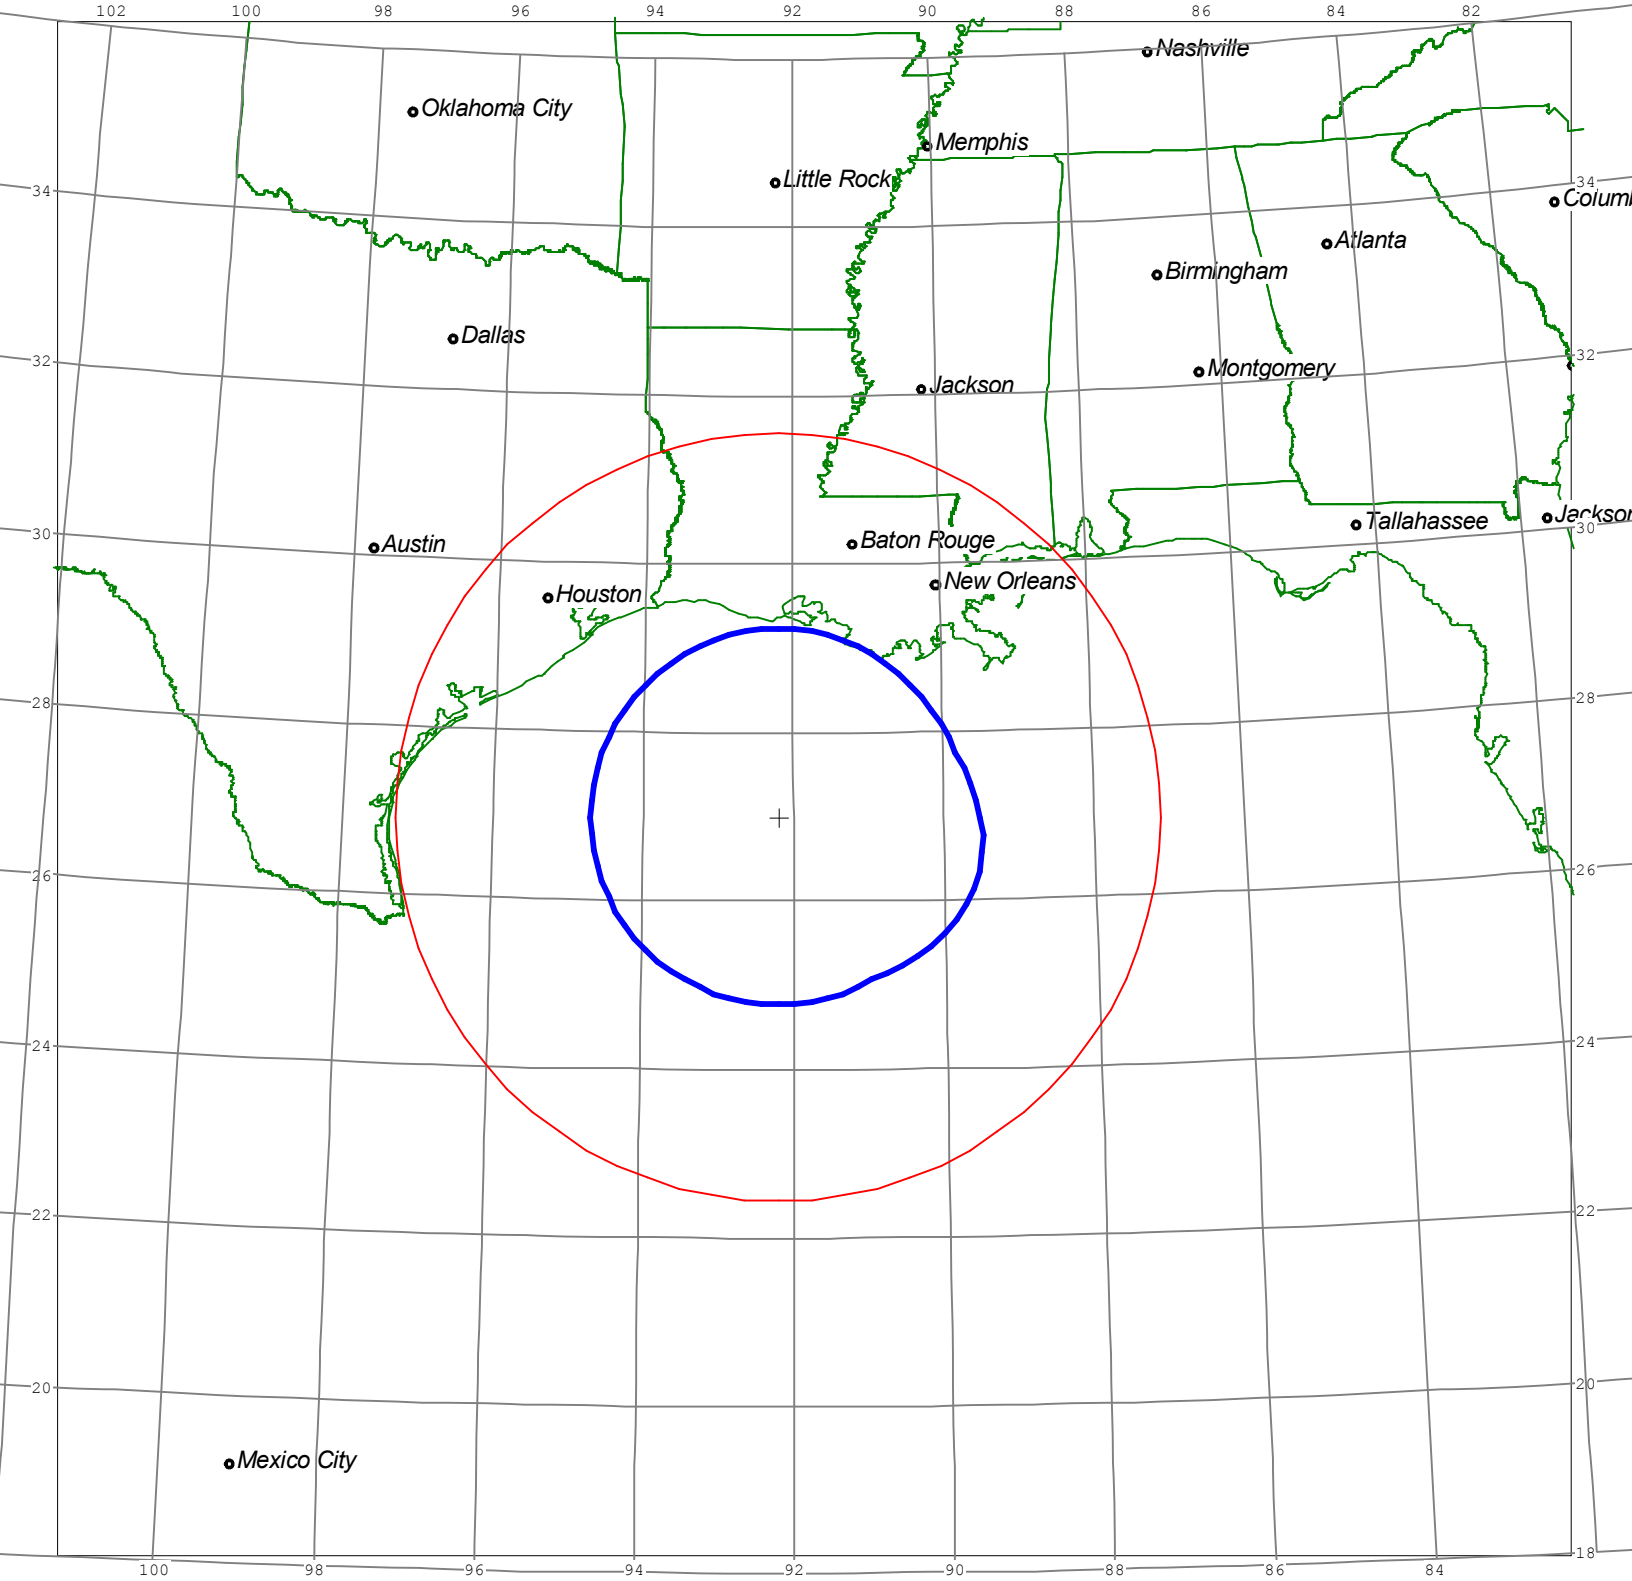 102 100 98 96 94 92 90 88 86 84 82
Nashville
Oklahoma City
Memphis
Little Rock
34 34
Colum
Atlanta
Birmingham
Dallas
32 32
Montgomery
Jackson
30 30
Tallahassee
Jackson
Austin
Baton Rouge
New Orleans
Houston
28 28
26 26
24 24
22 22
20 20
Mexico City
18
100 98 96 94 92 90 88 86 84